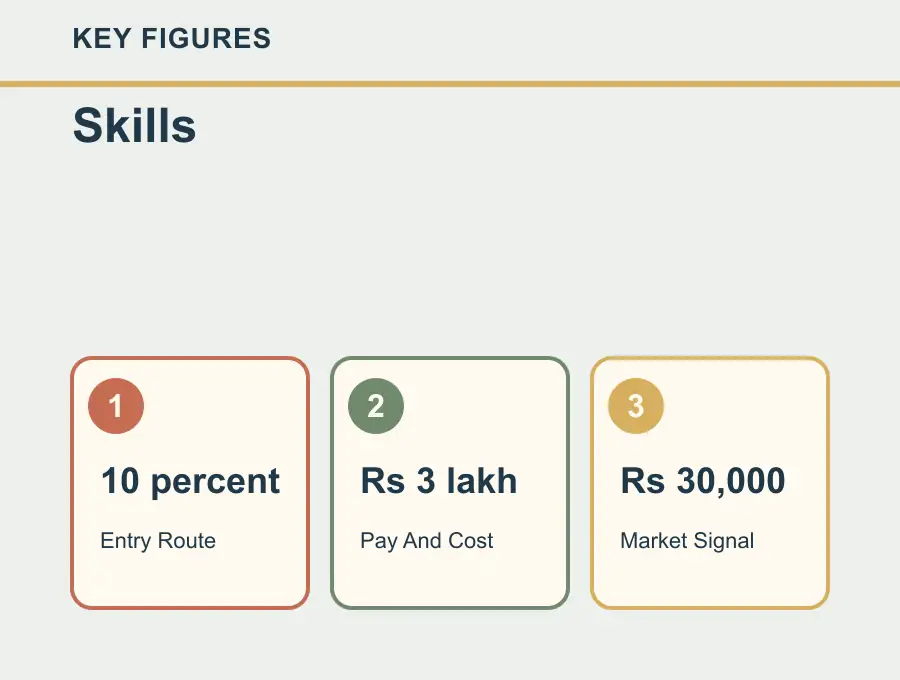 KEY FIGURES
Skills
1
10 percent
Entry Route
2
Rs 3 lakh
Pay And Cost
3
Rs 30,000
Market Signal